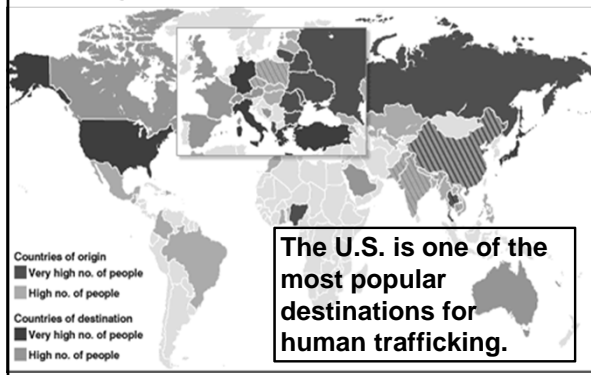 Countries of origin
Very high no. of people
High no. of people
Countries of destination
Very high no. of people
High no. of people
The U.S. is one of the
most popular
destinations for
human trafficking.